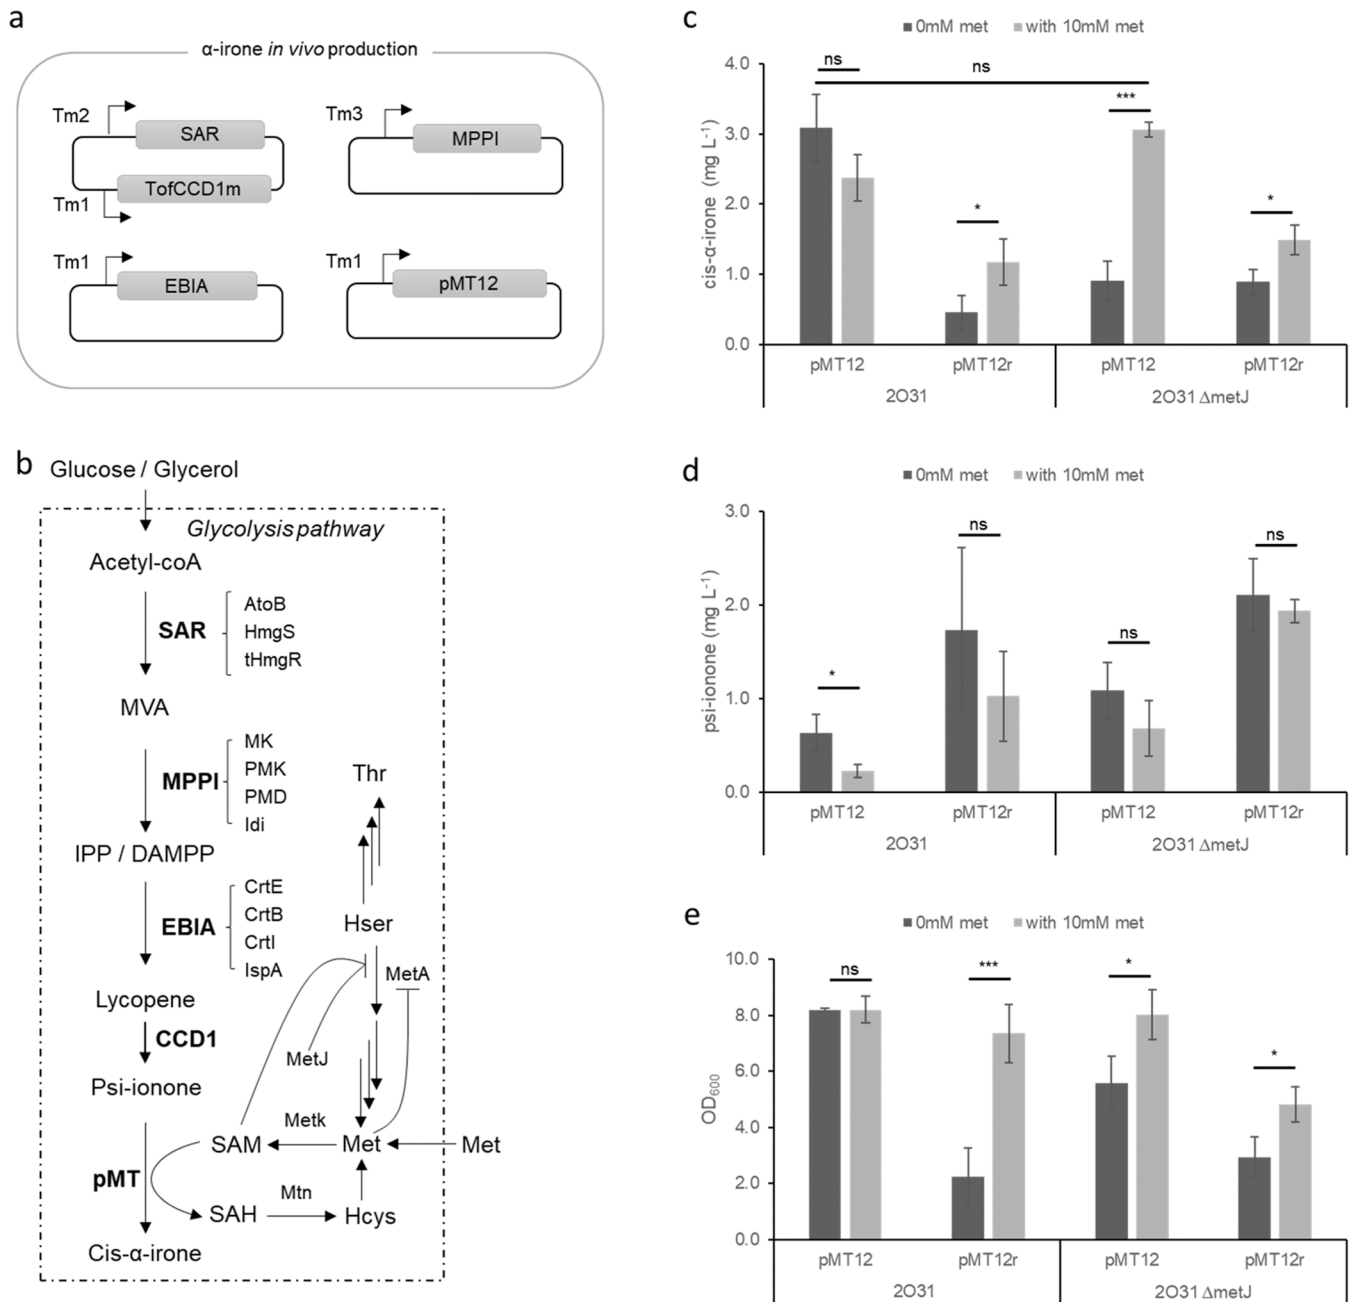 a
α-irone in vivo production
Tm2
SAR
TofCCD1m
Tm1
Tm3
MPPI
Tm1
EBIA
Tm1
pMT12
b
Glucose / Glycerol
Glycolysis pathway
Acetyl-coA
SAR
AtoB
HmgS
tHmgR
MVA
MPPI
MK
PMK
PMD
Idi
Thr
IPP / DAMPP
EBIA
CrtE
CrtB
CrtI
IspA
Hser
MetA
Lycopene
CCD1
MetJ
Psi-ionone
Metk
SAM
Met
Met
pMT
Mtn
SAH
Hcys
Cis-α-irone
c
0mM met
with 10mM met
cis-α-irone (mg L-1)
4.0
3.0
2.0
1.0
0.0
ns
ns
*
***
*
pMT12
pMT12r
pMT12
pMT12r
2O31
2O31 ΔmetJ
d
0mM met
with 10mM met
psi-ionone (mg L-1)
3.0
2.0
1.0
0.0
*
ns
ns
ns
pMT12
pMT12r
pMT12
pMT12r
2O31
2O31 ΔmetJ
e
0mM met
with 10mM met
OD600
10.0
8.0
6.0
4.0
2.0
0.0
ns
***
*
*
pMT12
pMT12r
pMT12
pMT12r
2O31
2O31 ΔmetJ